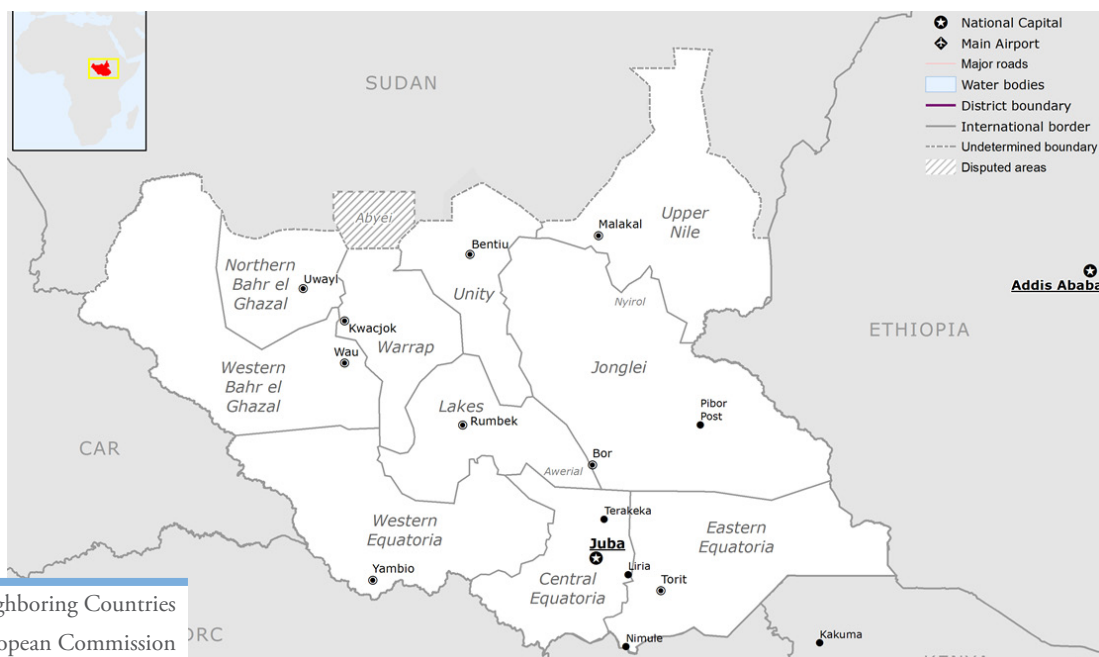 National Capital
Main Airport
Major roads
Water bodies
District boundary
International border
Undetermined boundary
Disputed areas
SUDAN
Abyei
Upper
Nile
Malakal
Bentiu
Northern
Bahr el
Ghazal
Uwayl
Unity
Nyirol
Addis Ababa
ETHIOPIA
Kwacjok
Warrap
Wau
Western
Bahr el
Ghazal
Jonglei
Lakes
Rumbek
Pibor
Post
CAR
Bor
Awerial
Terakeka
Western
Equatoria
Eastern
Equatoria
Juba
Liria
Yambio
Central
Equatoria
Torit
ghboring Countries
DRC
Nimule
Kakuma
opean Commission